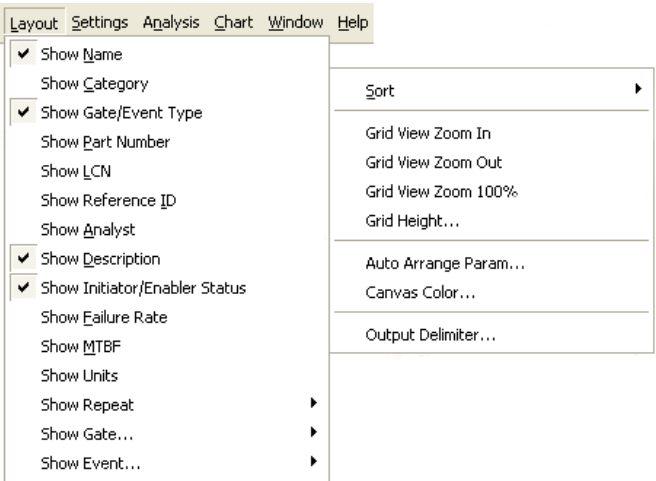 Layout Settings Analysis Chart Window Help
Show Name
Show Category
Show Gate/Event Type
Show Part Number
Show LCN
Show Reference ID
Show Analyst
Show Description
Show Initiator/Enabler Status
Show Failure Rate
Show MTBF
Show Units
Show Repeat
Show Gate...
Show Event...
Sort
Grid View Zoom In
Grid View Zoom Out
Grid View Zoom 100%
Grid Height...
Auto Arrange Param...
Canvas Color...
Output Delimiter...